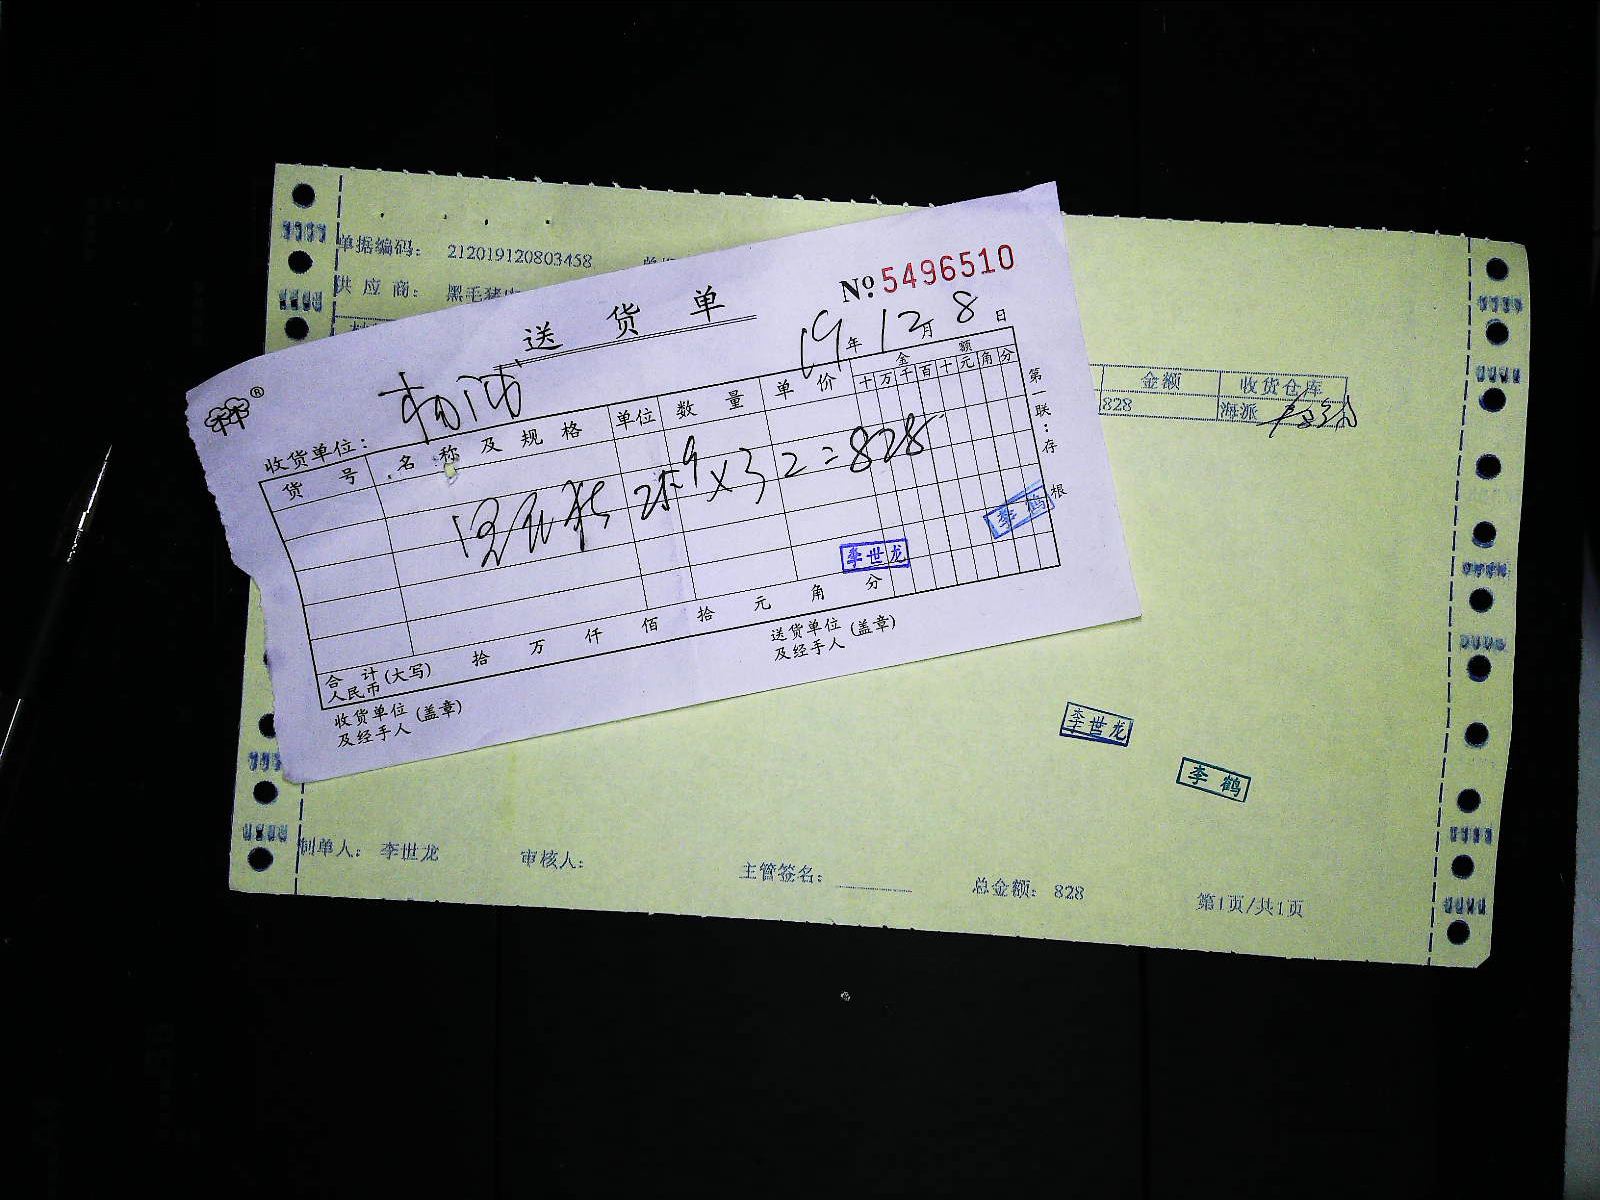 单据编码： 212019120803458
供 应 商： 黑毛猪
金额 收货仓库
828 海派
送 货 单
№ 5496510
19年 12月 8日
收货单位：
货 号 名 称 及 规 格 单位 数 量 单 价 金 额
十 万 千 百 十 元 角 分
×32=828
第一联：存根
李 鹤
李世龙
合 计 人民币 (大写) 拾 万 仟 佰 拾 元 角 分
收货单位 及经手人 (盖章)
送货单位 及经手人 (盖章)
李世龙
李 鹤
制单人： 李世龙 审核人： 主管签名： 总金额： 828 第1页/共1页